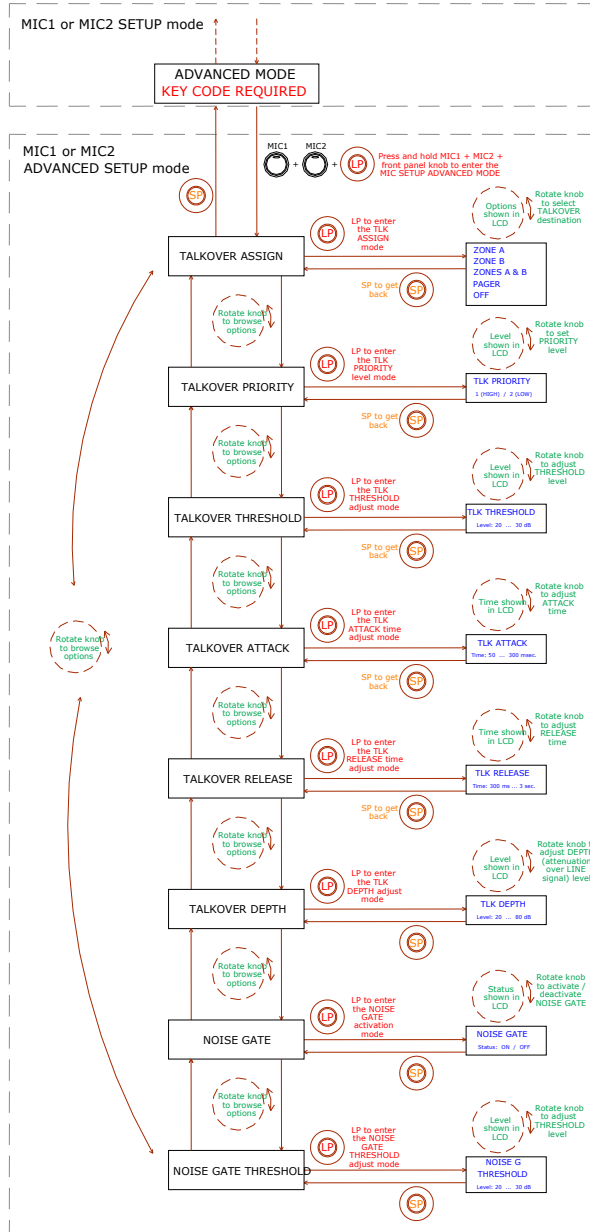 MIC1 or MIC2 SETUP mode
ADVANCED MODE
KEY CODE REQUIRED
MIC1 or MIC2
ADVANCED SETUP mode
MIC1
MIC2
+
+
LP
Press and hold MIC1 + MIC2 +
front panel knob to enter the
MIC SETUP ADVANCED MODE
SP
LP
LP to enter
the TLK
ASSIGN
mode
Options
shown in
LCD
Rotate knob
to select
TALKOVER
destination
TALKOVER ASSIGN
ZONE A
ZONE B
ZONES A & B
PAGER
OFF
SP to get
back
SP
Rotate knob
to browse
options
LP
LP to enter
the TLK
PRIORITY
level mode
Level
shown in
LCD
Rotate knob
to set
PRIORITY
level
TALKOVER PRIORITY
TLK PRIORITY
1 (HIGH) / 2 (LOW)
SP to get
back
SP
Rotate knob
to browse
options
LP
LP to enter
the TLK
THRESHOLD
adjust mode
Level
shown in
LCD
Rotate knob
to adjust
THRESHOLD
level
TALKOVER THRESHOLD
TLK THRESHOLD
Level: 20 ... 30 dB
SP to get
back
SP
Rotate knob
to browse
options
LP
LP to enter
the TLK
ATTACK time
adjust mode
Time shown
in LCD
Rotate knob
to adjust
ATTACK
time
Rotate knob
to browse
options
TALKOVER ATTACK
TLK ATTACK
Time: 50 ... 300 msec.
SP to get
back
SP
Rotate knob
to browse
options
LP
LP to enter
the TLK
RELEASE time
adjust mode
Time shown
in LCD
Rotate knob
to adjust
RELEASE
time
TALKOVER RELEASE
TLK RELEASE
Time: 300 ms ... 3 sec.
SP to get
back
SP
Rotate knob
to browse
options
LP
LP to enter
the TLK
DEPTH adjust
mode
Level
shown in
LCD
Rotate knob t
adjust DEPTH
(attenuation
over LINE
signal) level
TALKOVER DEPTH
TLK DEPTH
Level: 20 ... 80 dB
SP
Rotate knob
to browse
options
LP
LP to enter
the NOISE
GATE
activation
mode
Status
shown in
LCD
Rotate knob
to activate /
deactivate
NOISE GATE
NOISE GATE
NOISE GATE
Status: ON / OFF
SP
Rotate knob
to browse
options
LP
LP to enter
the NOISE
GATE
THRESHOLD
adjust mode
Level
shown in
LCD
Rotate knob
to adjust
THRESHOLD
level
NOISE GATE THRESHOLD
NOISE G
THRESHOLD
Level: 20 ... 30 dB
SP